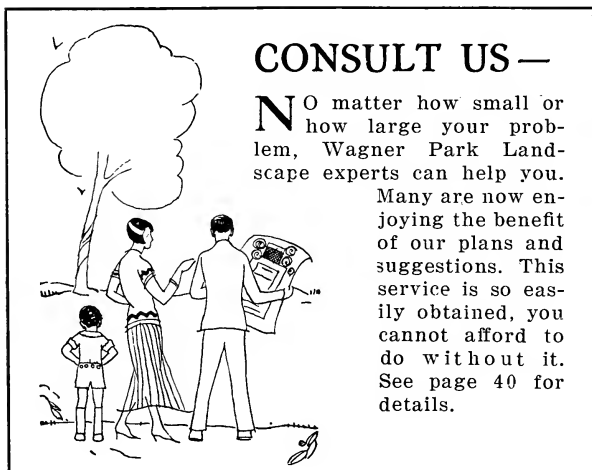 CONSULT US—
NO matter how small or
how large your prob-
lem, Wagner Park Land-
scape experts can help you.
Many are now en-
joying the benefit
of our plans and
suggestions. This
service is so eas-
ily obtained, you
cannot afford to
do without it.
See page 40 for
details.